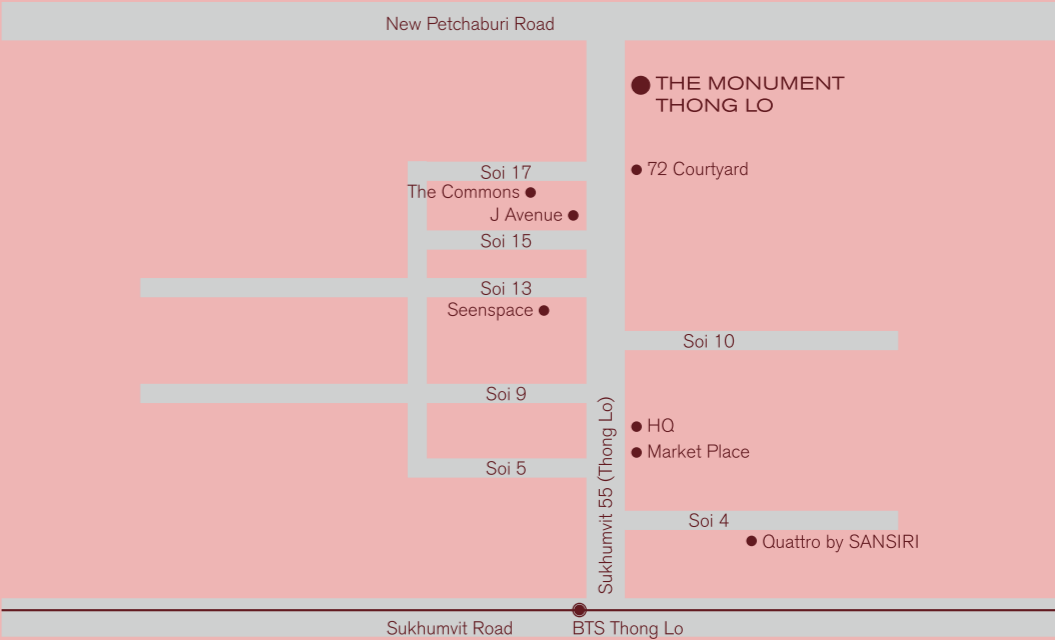 New Petchaburi Road
THE MONUMENT
THONG LO
72 Courtyard
Soi 17
The Commons
J Avenue
Soi 15
Soi 13
Seenspace
Soi 10
Soi 9
HQ
Market Place
Soi 5
Sukhumvit 55 (Thong Lo)
Soi 4
Quattro by SANSIRI
Sukhumvit Road
BTS Thong Lo